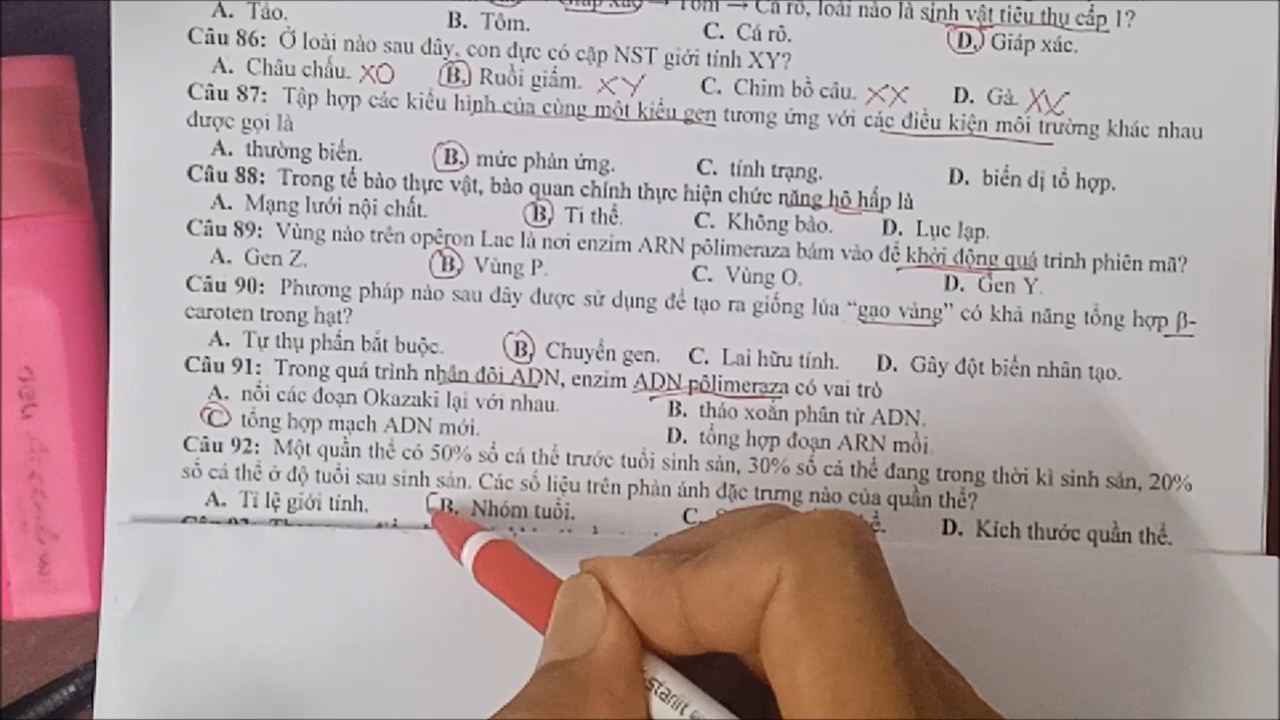 A. Tảo. B. Tôm. C. Cá rô. D. Giáp xác.
Tôm → Cá rô, loài nào là sinh vật tiêu thụ cấp 1?
Câu 86: Ở loài nào sau đây, con đực có cặp NST giới tính XY?
A. Châu chấu. XO B. Ruồi giấm. XY C. Chim bồ câu. XX D. Gà. XX
Câu 87: Tập hợp các kiểu hình của cùng một kiểu gen tương ứng với các điều kiện môi trường khác nhau
được gọi là
A. thường biến. B. mức phản ứng. C. tính trạng. D. biến dị tổ hợp.
Câu 88: Trong tế bào thực vật, bào quan chính thực hiện chức năng hô hấp là
A. Mạng lưới nội chất. B. Ti thể. C. Không bào. D. Lục lạp.
Câu 89: Vùng nào trên opêron Lac là nơi enzim ARN pôlimeraza bám vào để khởi động quá trình phiên mã?
A. Gen Z. B. Vùng P. C. Vùng O. D. Gen Y.
Câu 90: Phương pháp nào sau đây được sử dụng để tạo ra giống lúa “gạo vàng” có khả năng tổng hợp β-
caroten trong hạt?
A. Tự thụ phấn bắt buộc. B. Chuyển gen. C. Lai hữu tính. D. Gây đột biến nhân tạo.
Câu 91: Trong quá trình nhân đôi ADN, enzim ADN pôlimeraza có vai trò
A. nối các đoạn Okazaki lại với nhau. B. tháo xoắn phân tử ADN.
C tổng hợp mạch ADN mới. D. tổng hợp đoạn ARN mồi.
Câu 92: Một quần thể có 50% số cá thể trước tuổi sinh sản, 30% số cá thể đang trong thời kì sinh sản, 20%
số cá thể ở độ tuổi sau sinh sản. Các số liệu trên phản ánh đặc trưng nào của quần thể?
A. Tỉ lệ giới tính. B. Nhóm tuổi. C. D. Kích thước quần thể.